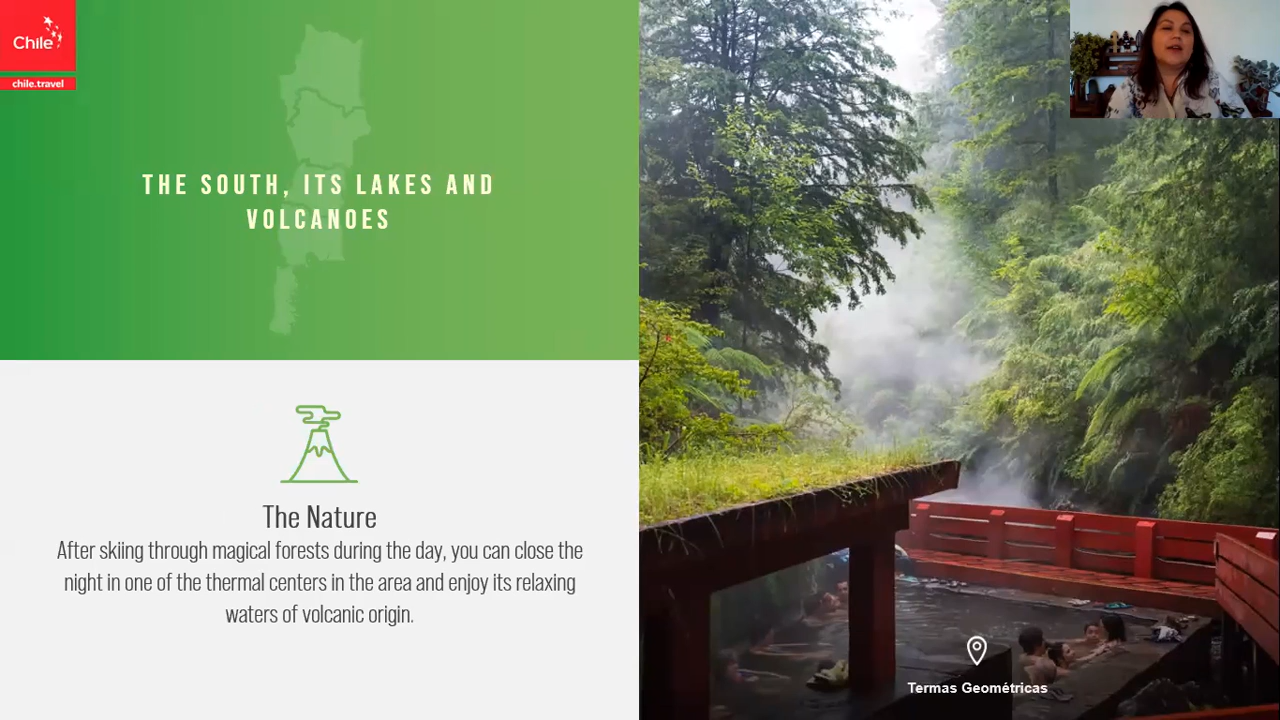 Chile
chile.travel
THE SOUTH, ITS LAKES AND
VOLCANOES
The Nature
After skiing through magical forests during the day, you can close the
night in one of the thermal centers in the area and enjoy its relaxing
waters of volcanic origin.
Termas Geométricas